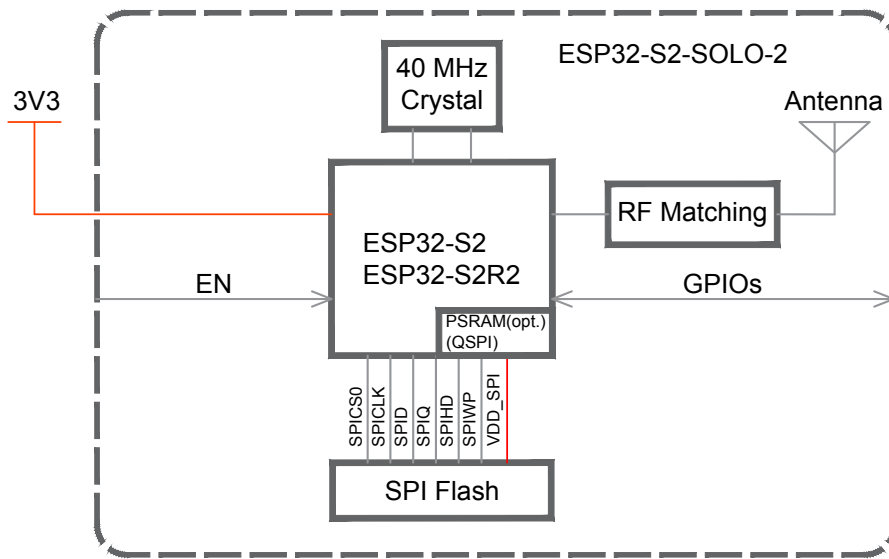 ESP32-S2-SOLO-2
40 MHz
Crystal
3V3
Antenna
RF Matching
ESP32-S2
ESP32-S2R2
EN
GPIOs
PSRAM(opt.)
(QSPI)
SPICS0
SPICLK
SPID
SPIQ
SPIHD
SPIWP
VDD_SPI
SPI Flash